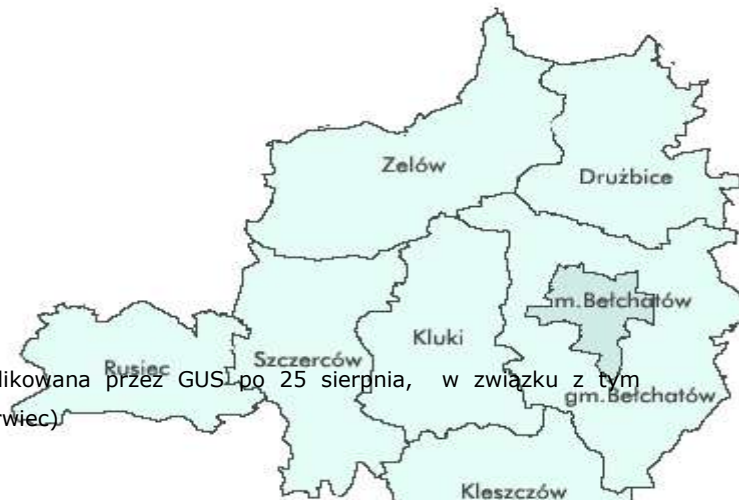 Zelów
Drużbice
m.Bełchatów
Kluki
Rusiec
Szczerców
likowana przez GUS po 25 sierpnia, w związku z tym
gm.Bełchatów
rwiec)
Kleszczów